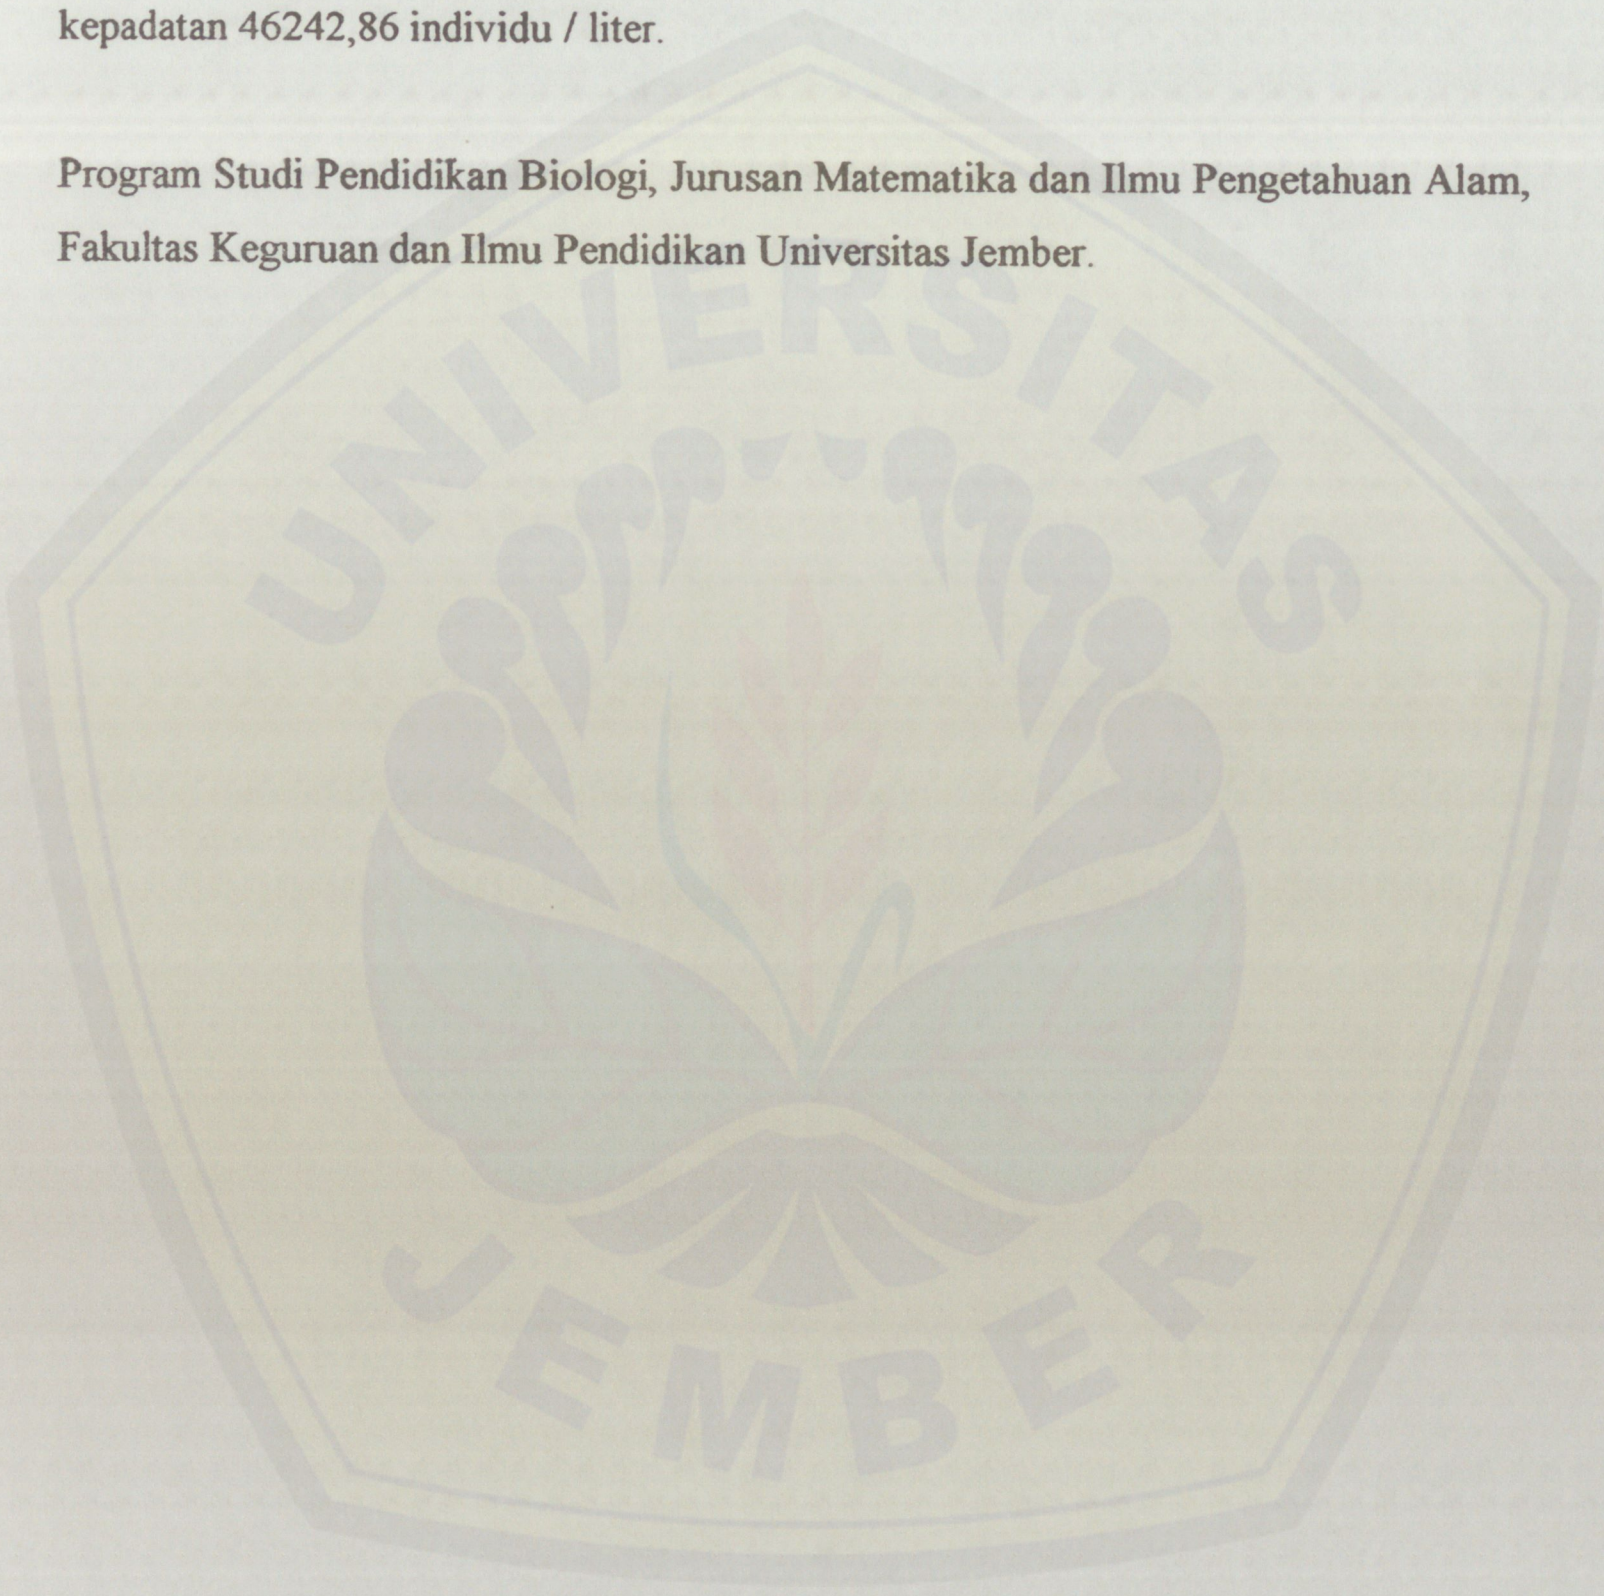 kepadatan 46242,86 individu / liter.
Program Studi Pendidikan Biologi, Jurusan Matematika dan Ilmu Pengetahuan Alam,
Fakultas Keguruan dan Ilmu Pendidikan Universitas Jember.
UNIVERSITAS
JEMBER